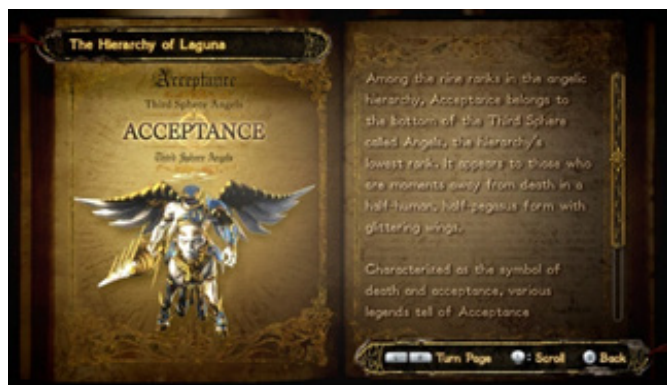 The Hierarchy of Laguna
Acceptance
Third Sphere Angels
ACCEPTANCE
Third Sphere Angels
Among the nine ranks in the angelic
hierarchy, Acceptance belongs to
the bottom of the Third Sphere
called Angels, the hierarchy's
lowest rank. It appears to those who
are moments away from death in a
half-human, half-pegasus form with
glittering wings.
Characterized as the symbol of
death and acceptance, various
legends tell of Acceptance
Turn Page : Scroll Back